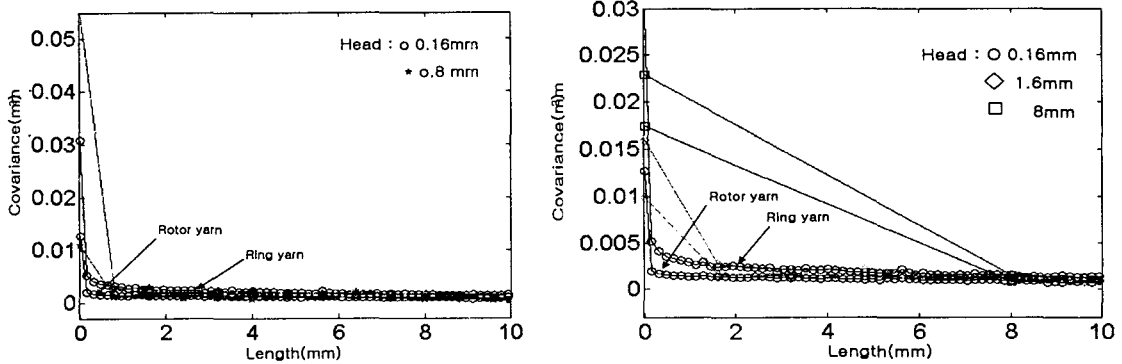 0.05
0.04
0.03
0.02
0.01
0
Covariance(mm²)
Head : o 0.16mm
* o.8 mm
Rotor yarn
Ring yarn
0 2 4 6 8 10
Length(mm)
0.03
0.025
0.02
0.015
0.01
0.005
0
Covariance(mm²)
Head : ○ 0.16mm
◇ 1.6mm
□ 8mm
Rotor yarn
Ring yarn
0 2 4 6 8 10
Length(mm)